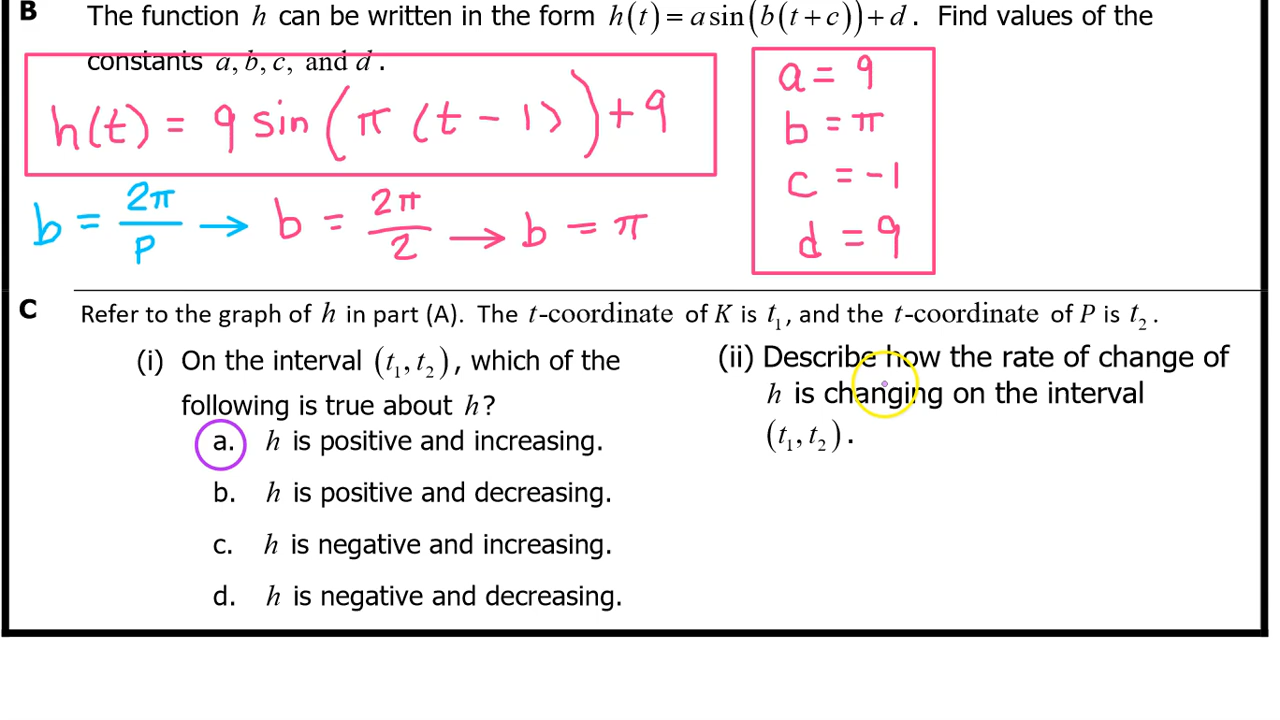 B The function h can be written in the form h(t) = a sin(b(t + c)) + d. Find values of the
constants a, b, c, and d.
h(t) = 9 sin(π(t - 1)) + 9
a = 9
b = π
c = -1
d = 9
b = 2π/P → b = 2π/2 → b = π
C Refer to the graph of h in part (A). The t-coordinate of K is t₁, and the t-coordinate of P is t₂.
(i) On the interval (t₁, t₂), which of the
following is true about h?
a. h is positive and increasing.
b. h is positive and decreasing.
c. h is negative and increasing.
d. h is negative and decreasing.
(ii) Describe how the rate of change of
h is changing on the interval
(t₁, t₂).